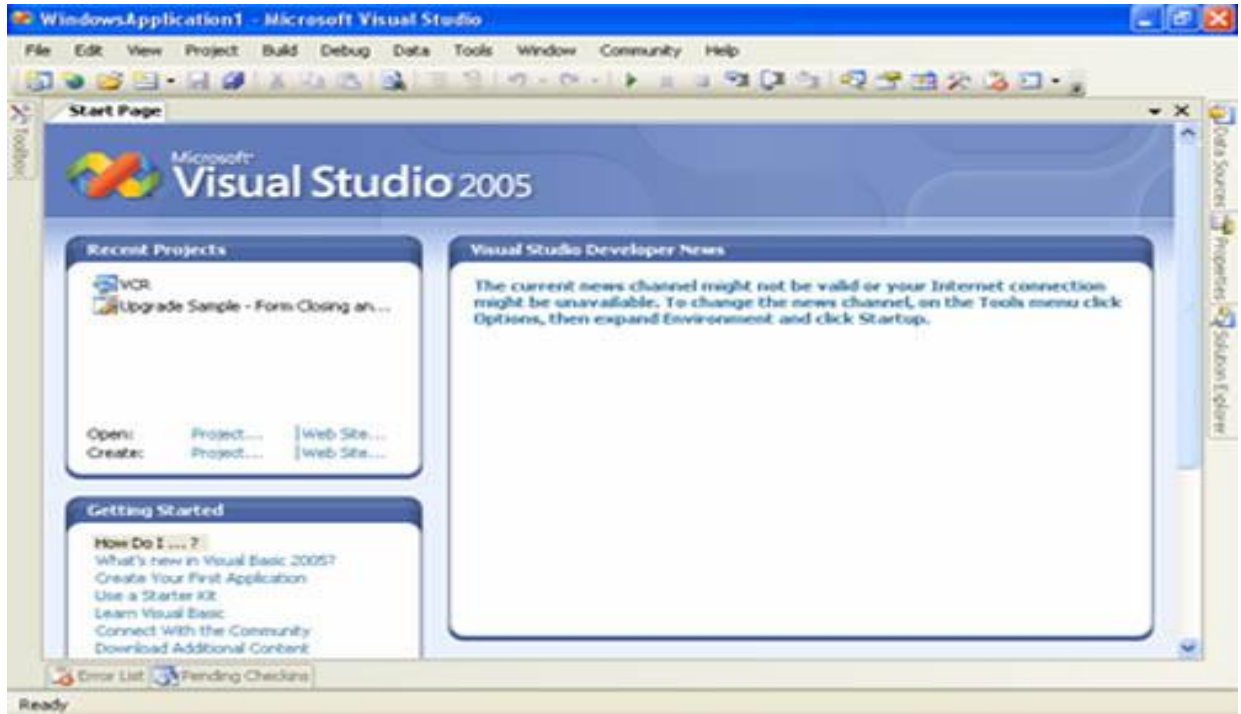 WindowsApplication1 - Microsoft Visual Studio
File Edit View Project Build Debug Data Tools Window Community Help
Start Page
Toolbox
Microsoft
Visual Studio 2005
Recent Projects
VCR
Upgrade Sample - Form Closing an...
Open: Project... Web Site...
Create: Project... Web Site...
Getting Started
How Do I ... ?
What's new in Visual Basic 2005?
Create Your First Application
Use a Starter Kit
Learn Visual Basic
Connect With the Community
Download Additional Content
Visual Studio Developer News
The current news channel might not be valid or your Internet connection
might be unavailable. To change the news channel, on the Tools menu click
Options, then expand Environment and click Startup.
Data Sources
Properties
Solution Explorer
Error List Pending Checkins
Ready